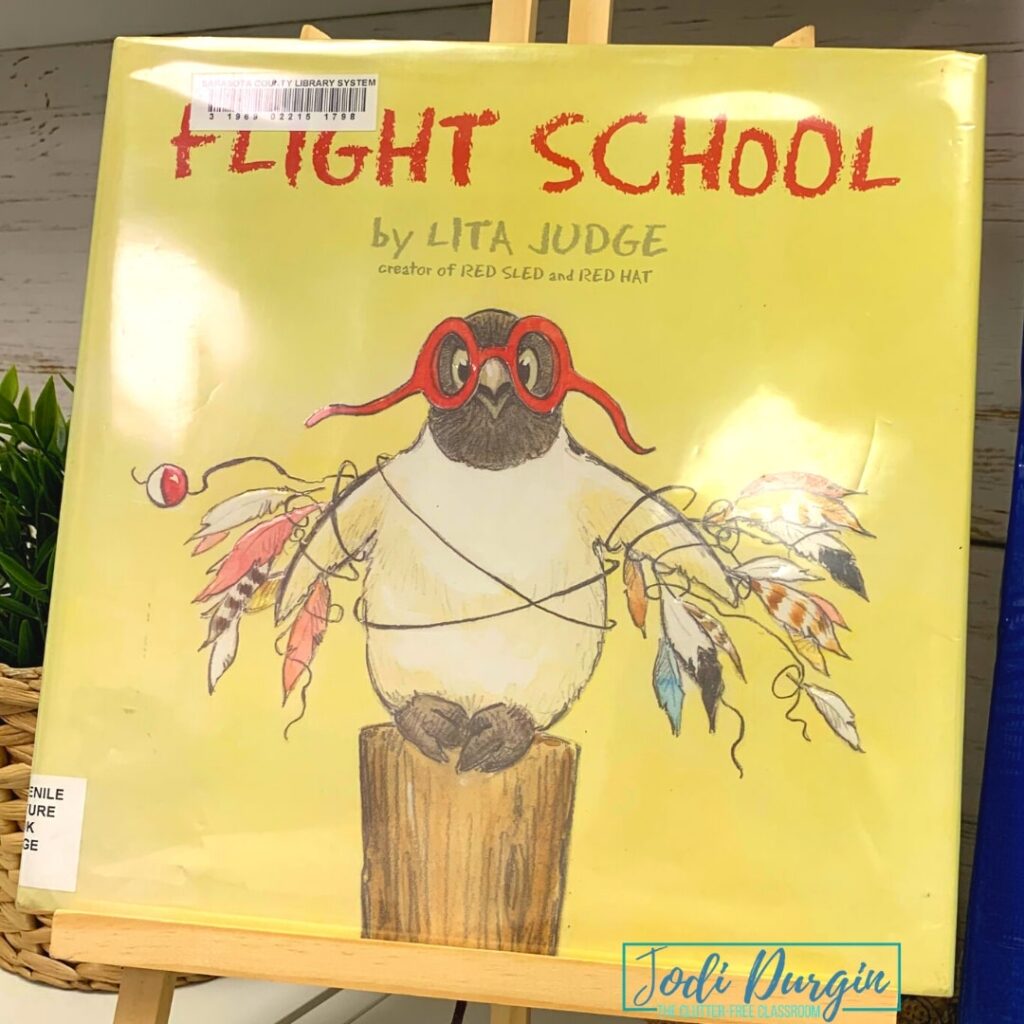 SARASOTA COUNTY LIBRARY SYSTEM
3 1969 02215 1798
FLIGHT SCHOOL
by LITA JUDGE
creator of RED SLED and RED HAT
ENILE
URE
K
GE
Jodi Durgin
THE CLUTTER-FREE CLASSROOM